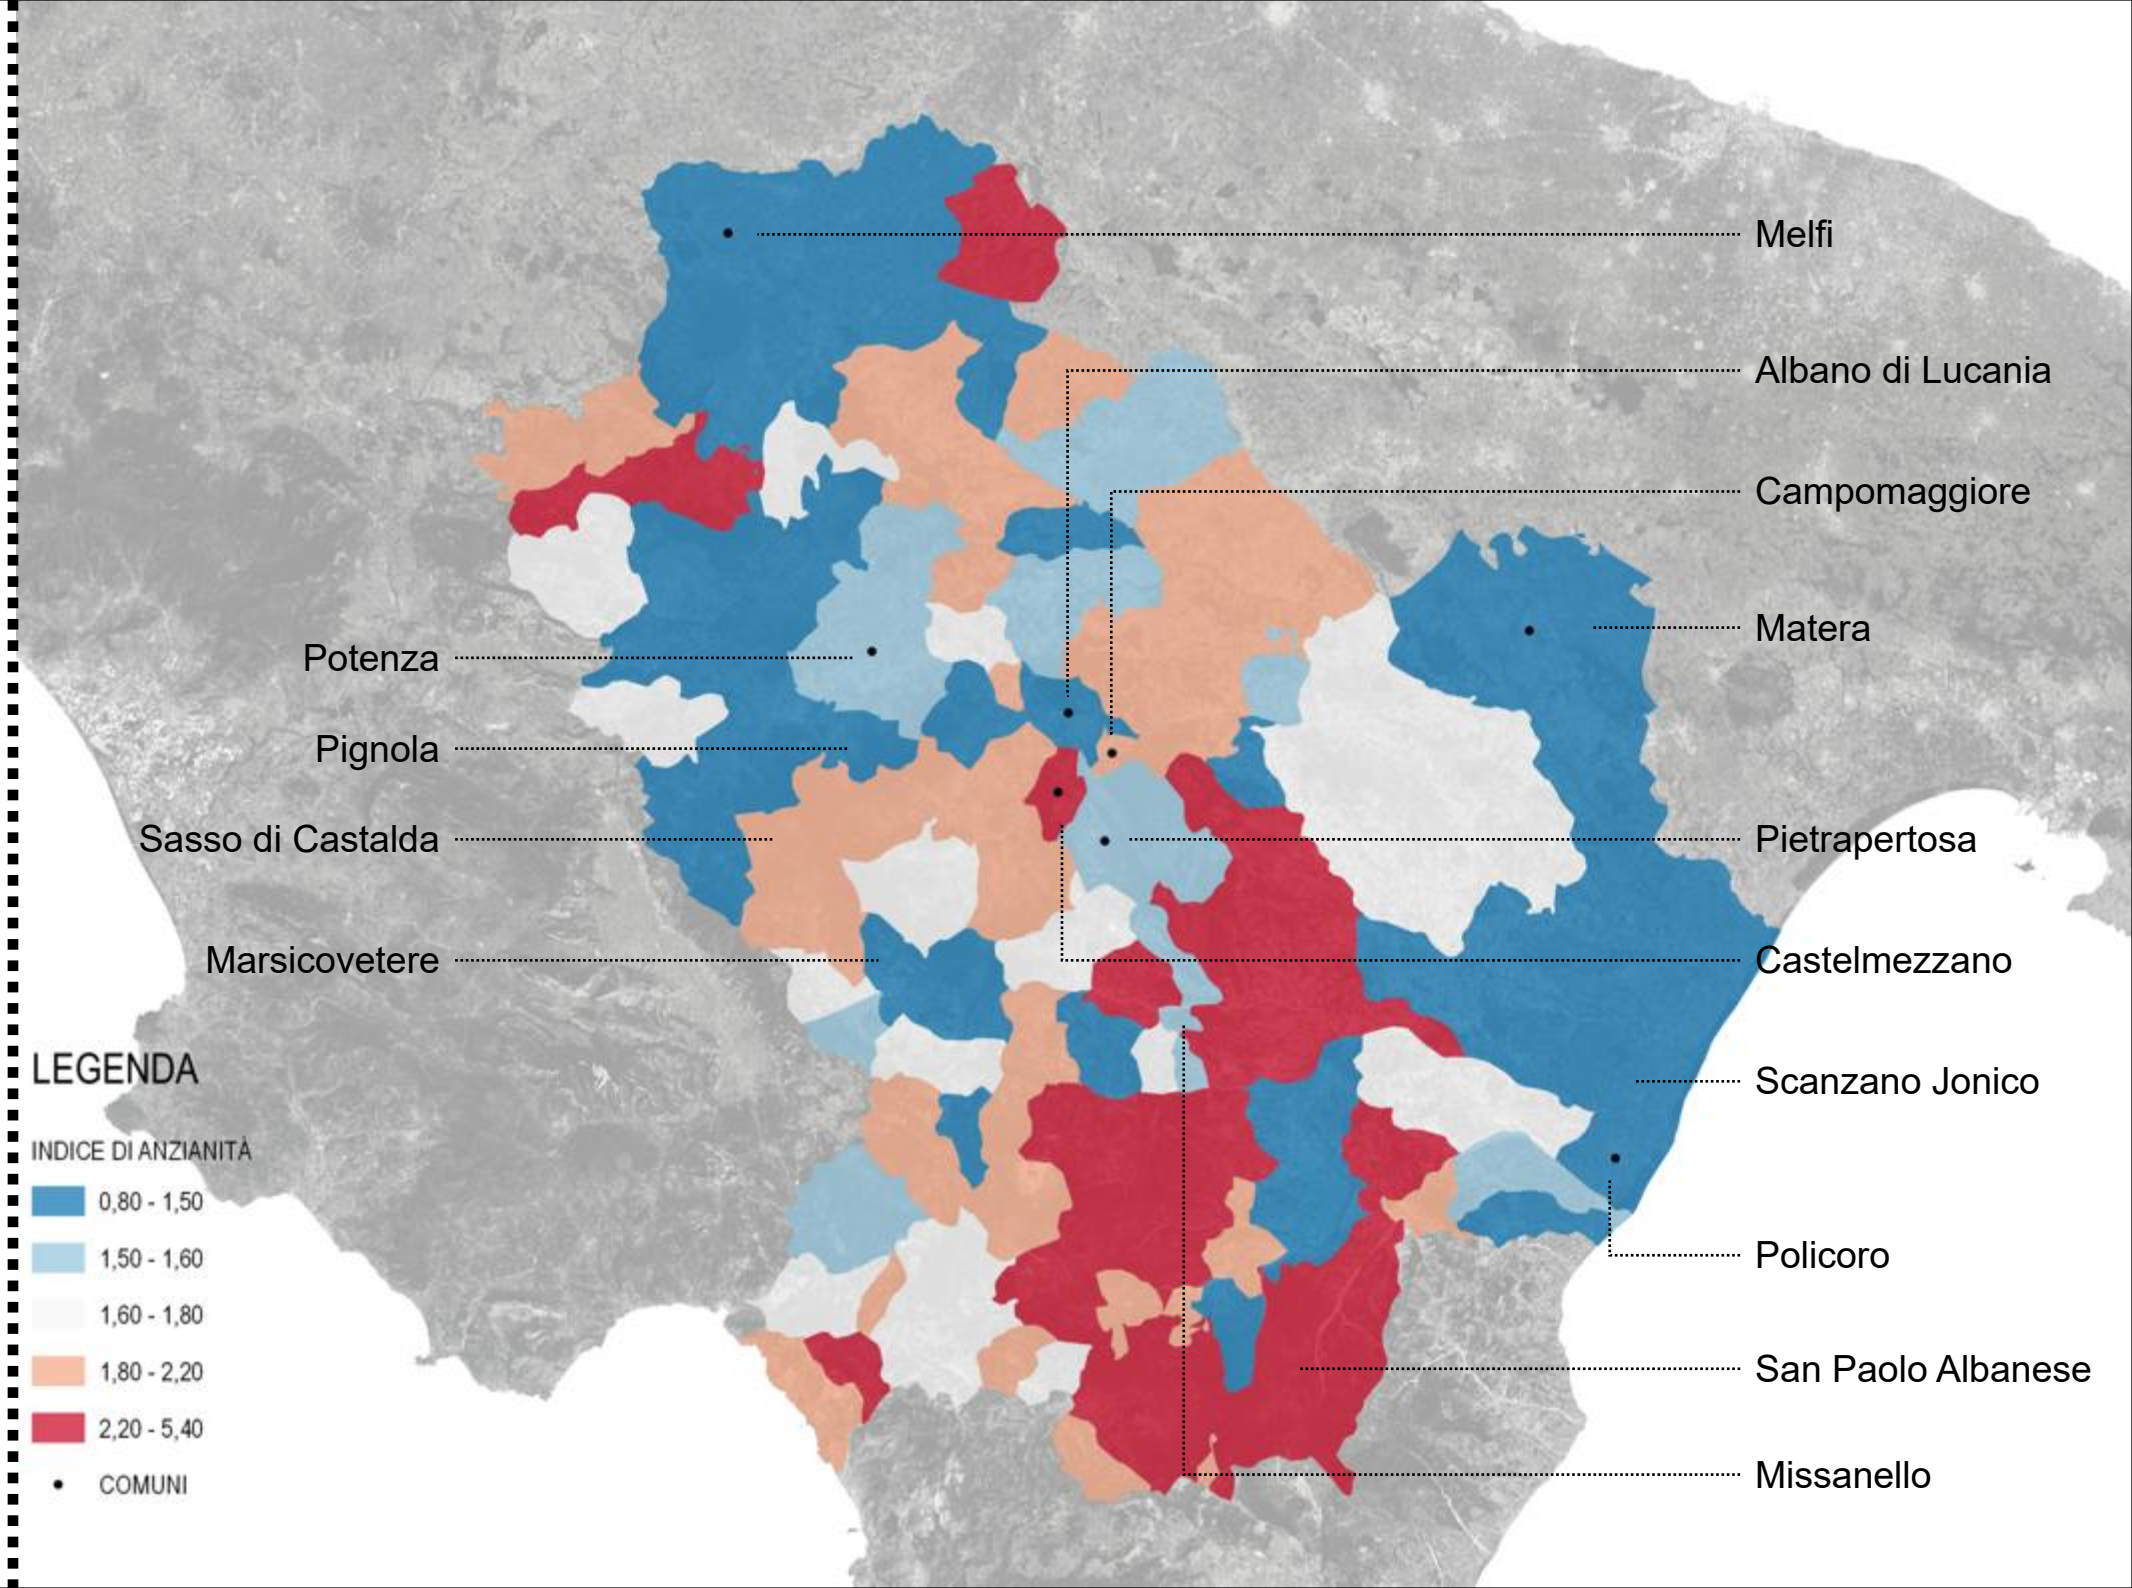 Melfi
Albano di Lucania
Campomaggiore
Matera
Potenza
Pignola
Sasso di Castalda
Pietrapertosa
Marsicovetere
Castelmezzano
Scanzano Jonico
Policoro
San Paolo Albanese
Missanello
LEGENDA
INDICE DI ANZIANITÀ
0,80 - 1,50
1,50 - 1,60
1,60 - 1,80
1,80 - 2,20
2,20 - 5,40
COMUNI